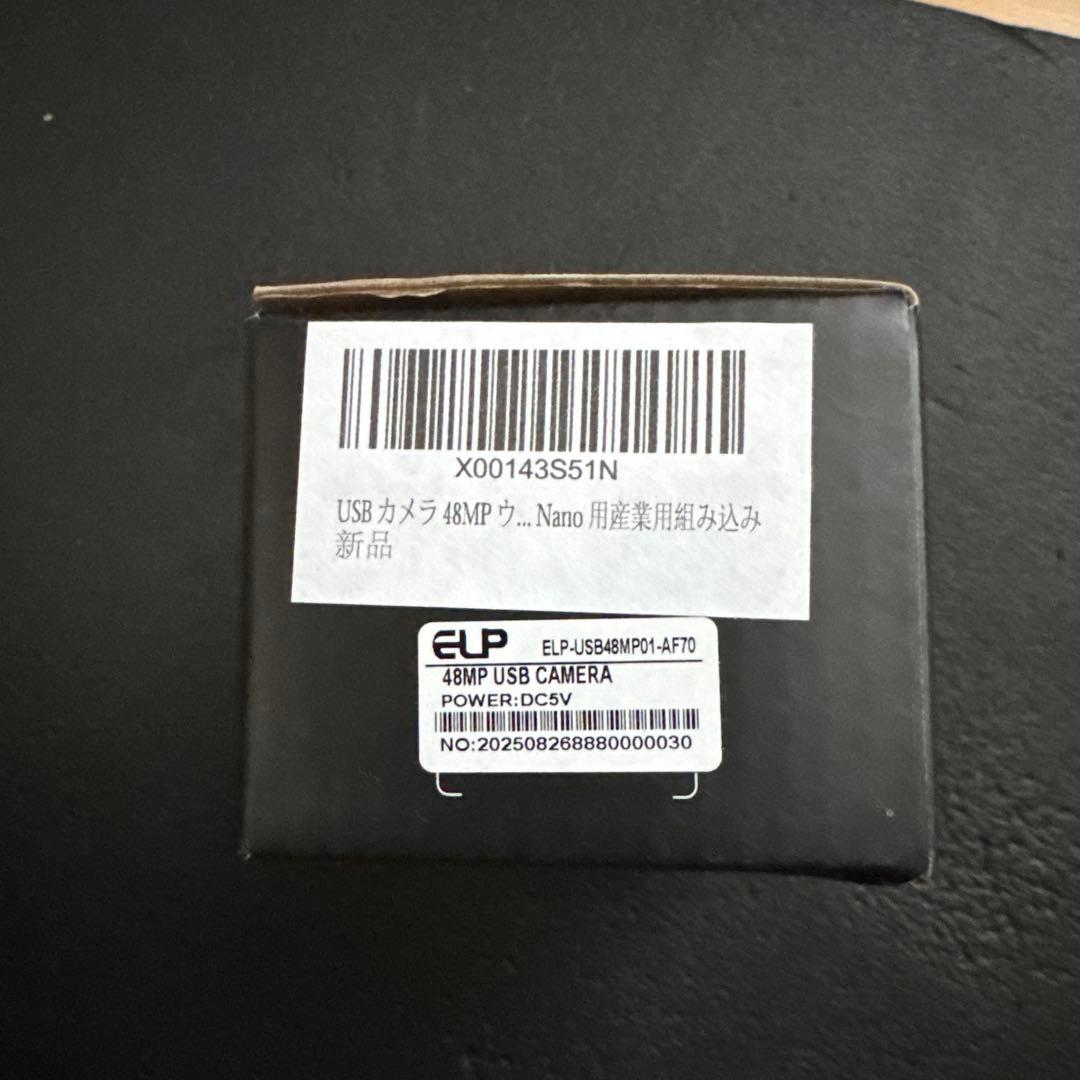 X00143S51N
USB カメラ 48MP ウ... Nano 用産業用組み込み
新品
ELP ELP-USB48MP01-AF70
48MP USB CAMERA
POWER:DC5V
NO:202508268880000030